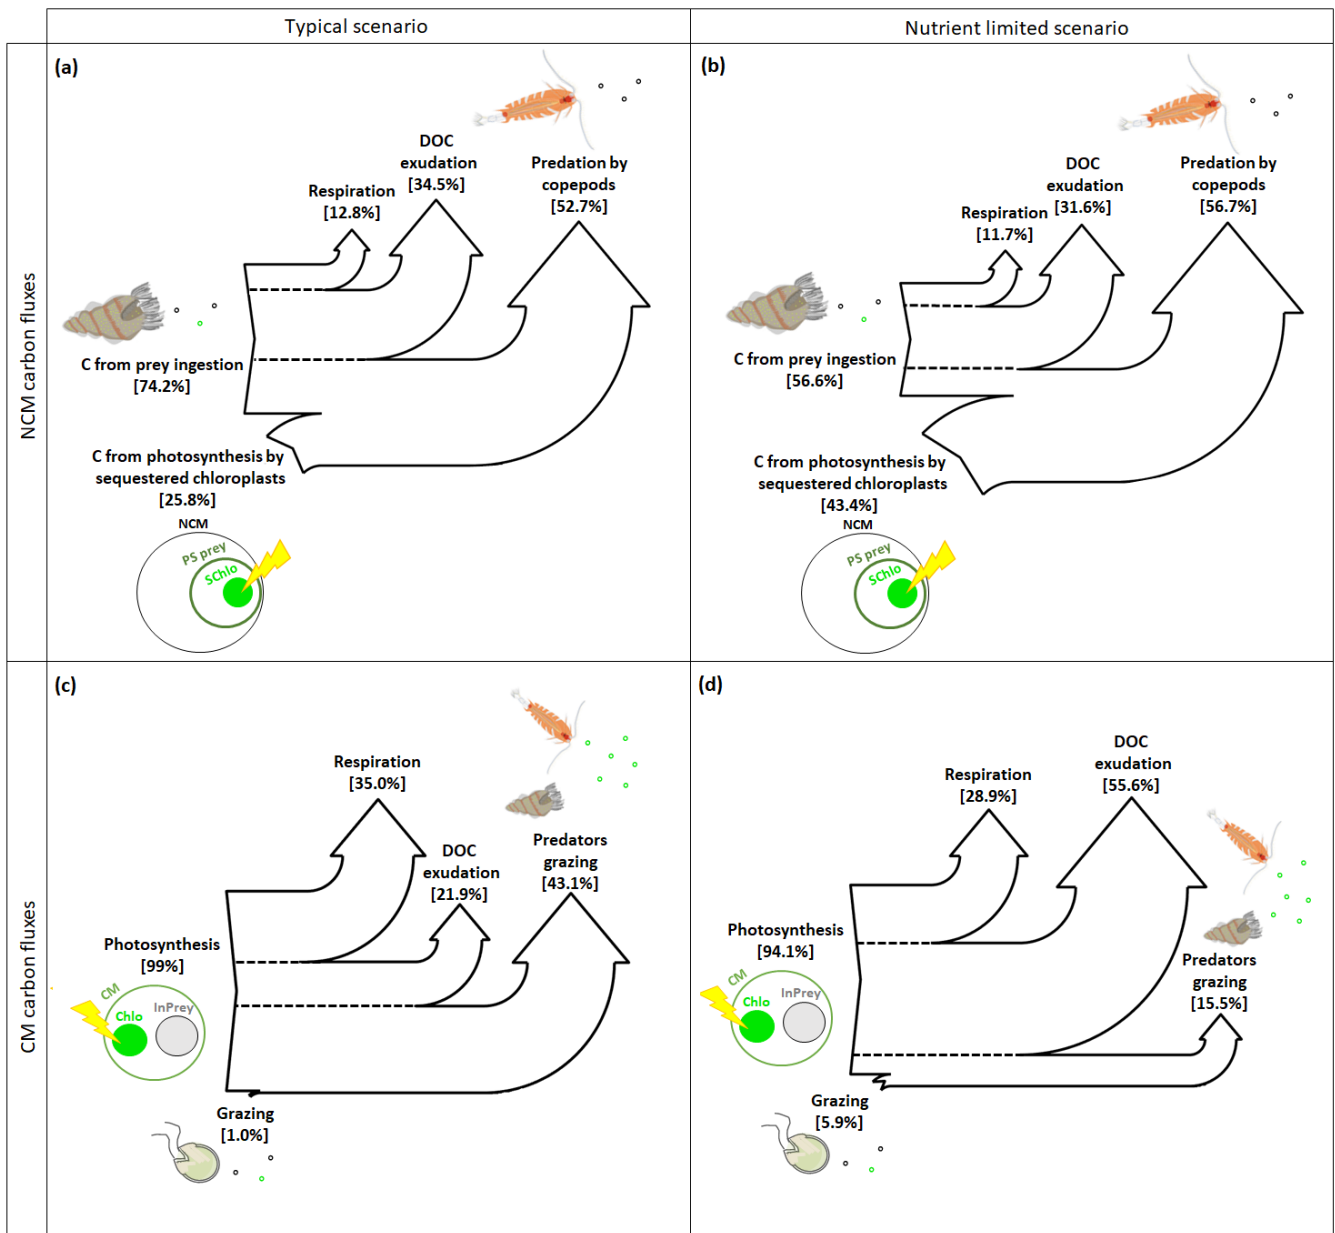 Typical scenario
Nutrient limited scenario
NCM carbon fluxes
(a)
Respiration
[12.8%]
DOC
exudation
[34.5%]
Predation by
copepods
[52.7%]
C from prey ingestion
[74.2%]
C from photosynthesis by
sequestered chloroplasts
[25.8%]
NCM
PS prey
SChlo
(b)
Respiration
[11.7%]
DOC
exudation
[31.6%]
Predation by
copepods
[56.7%]
C from prey ingestion
[56.6%]
C from photosynthesis by
sequestered chloroplasts
[43.4%]
NCM
PS prey
SChlo
CM carbon fluxes
(c)
Respiration
[35.0%]
DOC
exudation
[21.9%]
Predators
grazing
[43.1%]
Photosynthesis
[99%]
CM
InPrey
Chlo
Grazing
[1.0%]
(d)
Respiration
[28.9%]
DOC
exudation
[55.6%]
Predators
grazing
[15.5%]
Photosynthesis
[94.1%]
CM
InPrey
Chlo
Grazing
[5.9%]